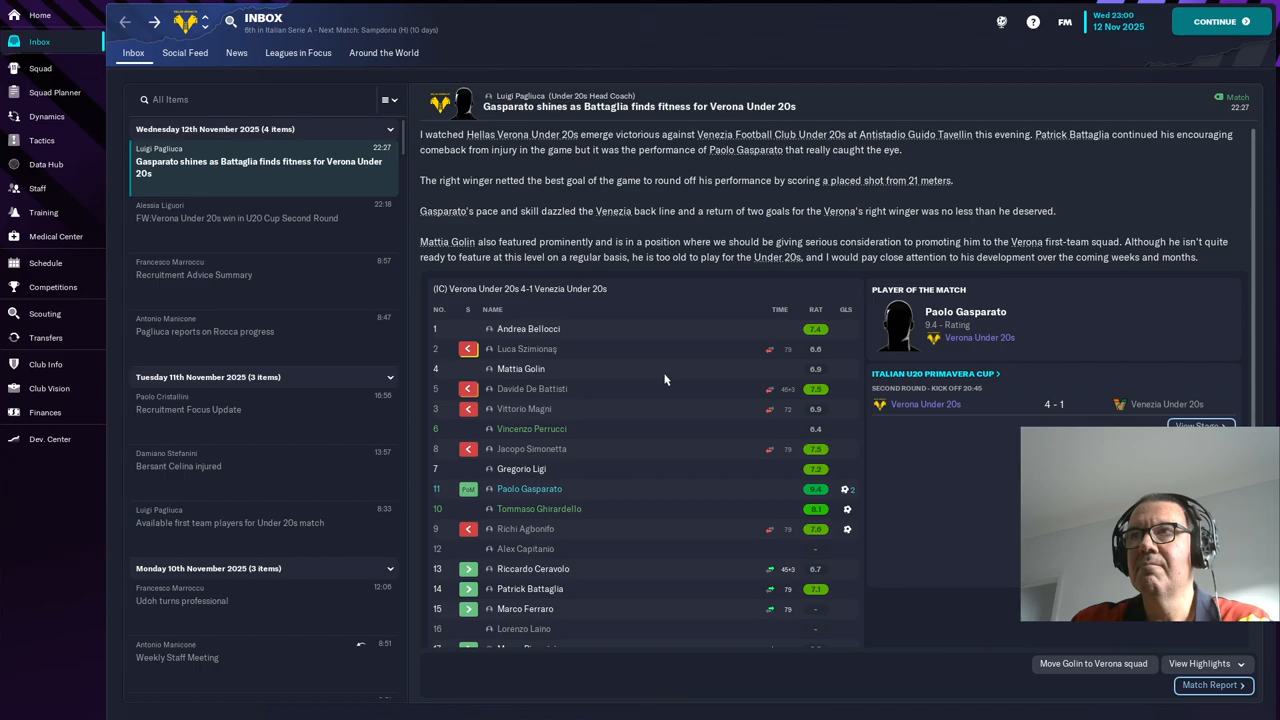 Home
Inbox
Squad
Squad Planner
Dynamics
Tactics
Data Hub
Staff
Training
Medical Center
Schedule
Competitions
Scouting
Transfers
Club Info
Club Vision
Finances
Dev. Center
INBOX
6th in Italian Serie A - Next Match: Sampdoria (H) (10 days)
FM
Wed 23:00
12 Nov 2025
CONTINUE
Inbox
Social Feed
News
Leagues in Focus
Around the World
All Items
Wednesday 12th November 2025 (4 items)
Luigi Pagliuca 22:27
Gasparato shines as Battaglia finds fitness for Verona Under
20s
Alessia Liguori 22:18
FW:Verona Under 20s win in U20 Cup Second Round
Francesco Marroccu 8:57
Recruitment Advice Summary
Antonio Manicone 8:47
Pagliuca reports on Rocca progress
Tuesday 11th November 2025 (3 items)
Paolo Cristallini 16:56
Recruitment Focus Update
Damiano Stefanini 13:57
Bersant Celina injured
Luigi Pagliuca 8:33
Available first team players for Under 20s match
Monday 10th November 2025 (3 items)
Francesco Marroccu 12:06
Udoh turns professional
Antonio Manicone 8:51
Weekly Staff Meeting
Luigi Pagliuca (Under 20s Head Coach)
Gasparato shines as Battaglia finds fitness for Verona Under 20s
Match
22:27
I watched Hellas Verona Under 20s emerge victorious against Venezia Football Club Under 20s at Antistadio Guido Tavellin this evening. Patrick Battaglia continued his encouraging
comeback from injury in the game but it was the performance of Paolo Gasparato that really caught the eye.
The right winger netted the best goal of the game to round off his performance by scoring a placed shot from 21 meters.
Gasparato's pace and skill dazzled the Venezia back line and a return of two goals for the Verona's right winger was no less than he deserved.
Mattia Golin also featured prominently and is in a position where we should be giving serious consideration to promoting him to the Verona first-team squad. Although he isn't quite
ready to feature at this level on a regular basis, he is too old to play for the Under 20s, and I would pay close attention to his development over the coming weeks and months.
(IC) Verona Under 20s 4-1 Venezia Under 20s
NO. S NAME TIME RAT GLS
1 Andrea Bellocci 7.4
2 Luca Szimionaş 79 6.6
4 Mattia Golin 6.9
5 Davide De Battisti 45+3 7.5
3 Vittorio Magni 72 6.9
6 Vincenzo Perrucci 6.4
8 Jacopo Simonetta 79 7.5
7 Gregorio Ligi 7.2
11 PoM Paolo Gasparato 9.4 2
10 Tommaso Ghirardello 8.1
9 Richi Agbonifo 79 7.6
12 Alex Capitanio -
13 Riccardo Ceravolo 45+3 6.7
14 Patrick Battaglia 79 7.1
15 Marco Ferraro 79 -
16 Lorenzo Laino -
PLAYER OF THE MATCH
Paolo Gasparato
9.4 - Rating
Verona Under 20s
ITALIAN U20 PRIMAVERA CUP >
SECOND ROUND - KICK OFF 20:45
Verona Under 20s 4 - 1 Venezia Under 20s
View Stage >
Move Golin to Verona squad
View Highlights
Match Report >